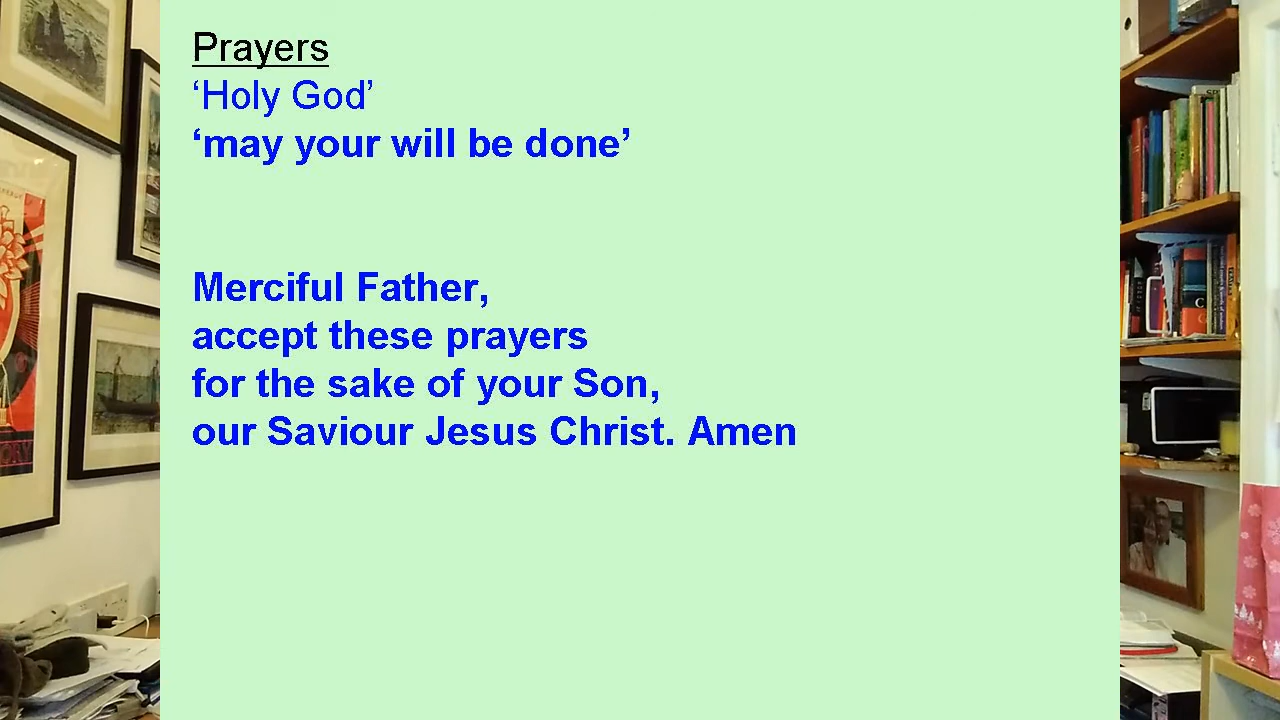 Prayers
‘Holy God’
‘may your will be done’
Merciful Father,
accept these prayers
for the sake of your Son,
our Saviour Jesus Christ. Amen